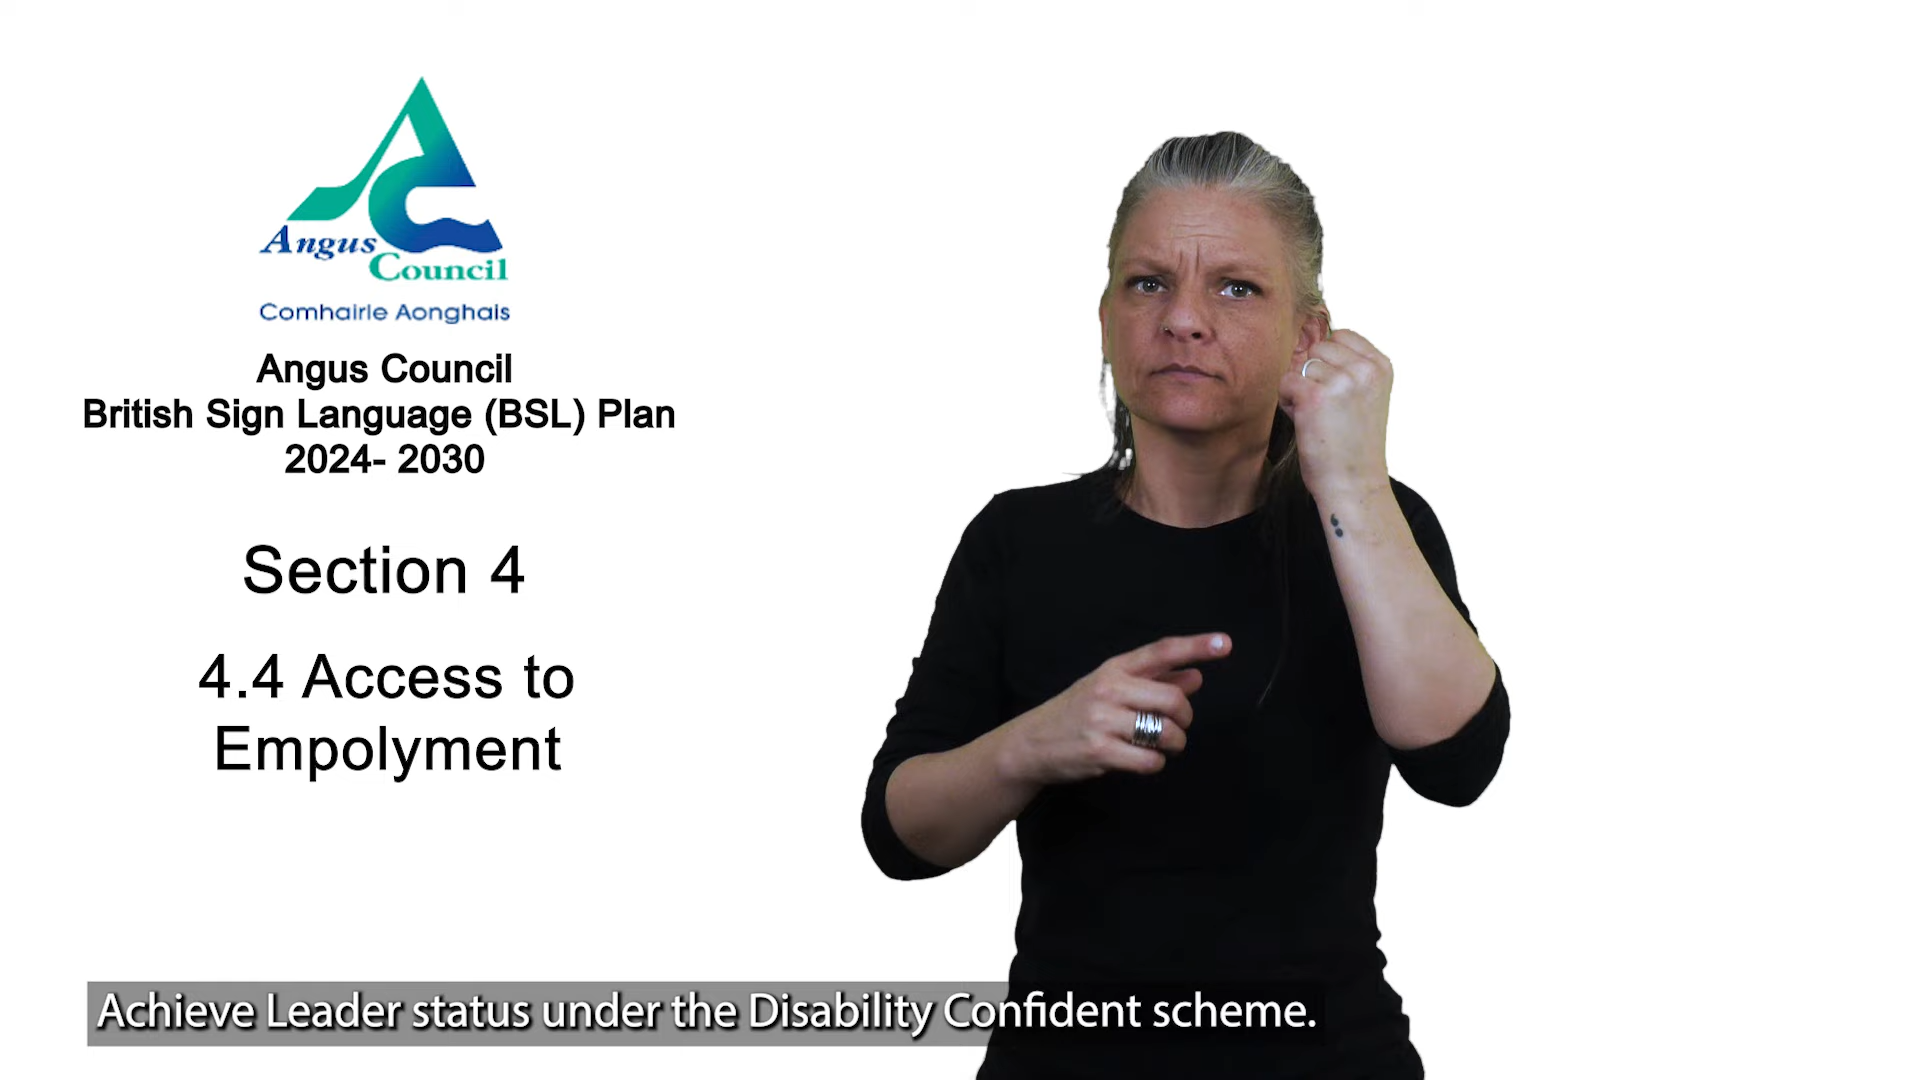 Angus
Council
Comhairle Aonghais
Angus Council
British Sign Language (BSL) Plan
2024- 2030
Section 4
4.4 Access to
Empolyment
Achieve Leader status under the Disability Confident scheme.